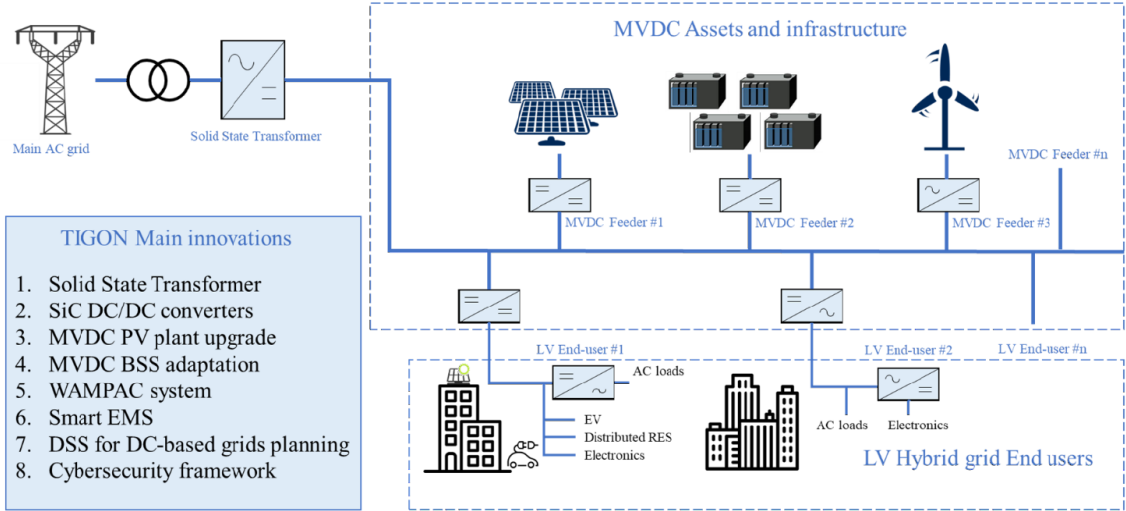 MVDC Assets and infrastructure
Solid State Transformer
Main AC grid
MVDC Feeder #n
MVDC Feeder #1
MVDC Feeder #2
MVDC Feeder #3
TIGON Main innovations
1. Solid State Transformer
2. SiC DC/DC converters
3. MVDC PV plant upgrade
4. MVDC BSS adaptation
5. WAMPAC system
6. Smart EMS
7. DSS for DC-based grids planning
8. Cybersecurity framework
LV End-user #1
LV End-user #2
LV End-user #n
AC loads
EV
Distributed RES
Electronics
AC loads
Electronics
LV Hybrid grid End users